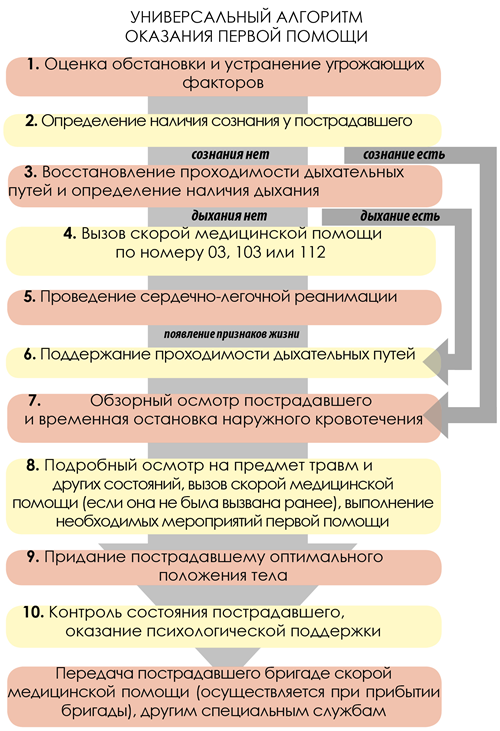 УНИВЕРСАЛЬНЫЙ АЛГОРИТМ
ОКАЗАНИЯ ПЕРВОЙ ПОМОЩИ
1. Оценка обстановки и устранение угрожающих
факторов
2. Определение наличия сознания у пострадавшего
сознания нет
сознание есть
3. Восстановление проходимости дыхательных
путей и определение наличия дыхания
дыхания нет
дыхание есть
4. Вызов скорой медицинской помощи
по номеру 03, 103 или 112
5. Проведение сердечно-легочной реанимации
появление признаков жизни
6. Поддержание проходимости дыхательных путей
7. Обзорный осмотр пострадавшего
и временная остановка наружного кровотечения
8. Подробный осмотр на предмет травм и
других состояний, вызов скорой медицинской
помощи (если она не была вызвана ранее), выполнение
необходимых мероприятий первой помощи
9. Придание пострадавшему оптимального
положения тела
10. Контроль состояния пострадавшего,
оказание психологической поддержки
Передача пострадавшего бригаде скорой
медицинской помощи (осуществляется при прибытии
бригады), другим специальным службам